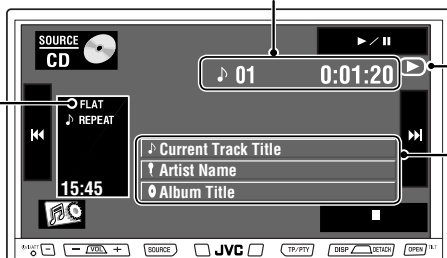 SOURCE
CD
01 0:01:20
FLAT
REPEAT
15:45
Current Track Title
Artist Name
Album Title
VOL
SOURCE
JVC
TP/PTY
DISP
DETACH
OPEN
TILT